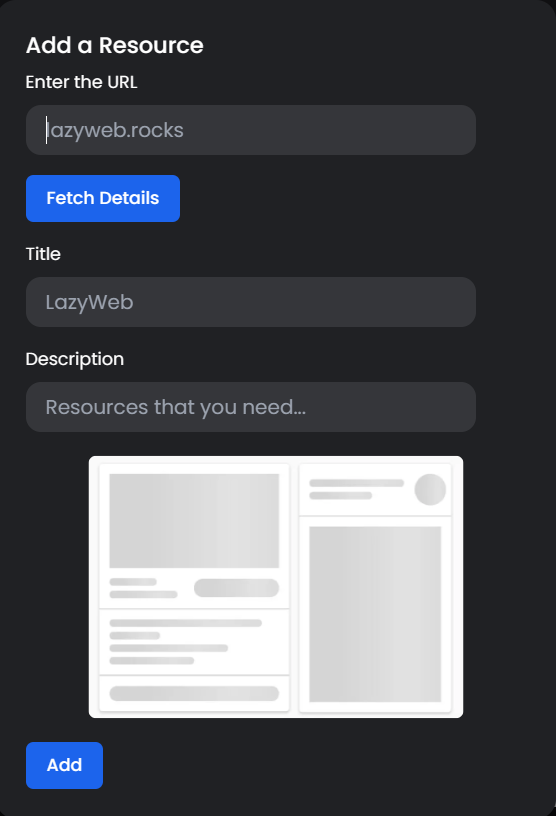 Add a Resource
Enter the URL
lazyweb.rocks
Fetch Details
Title
LazyWeb
Description
Resources that you need...
Add